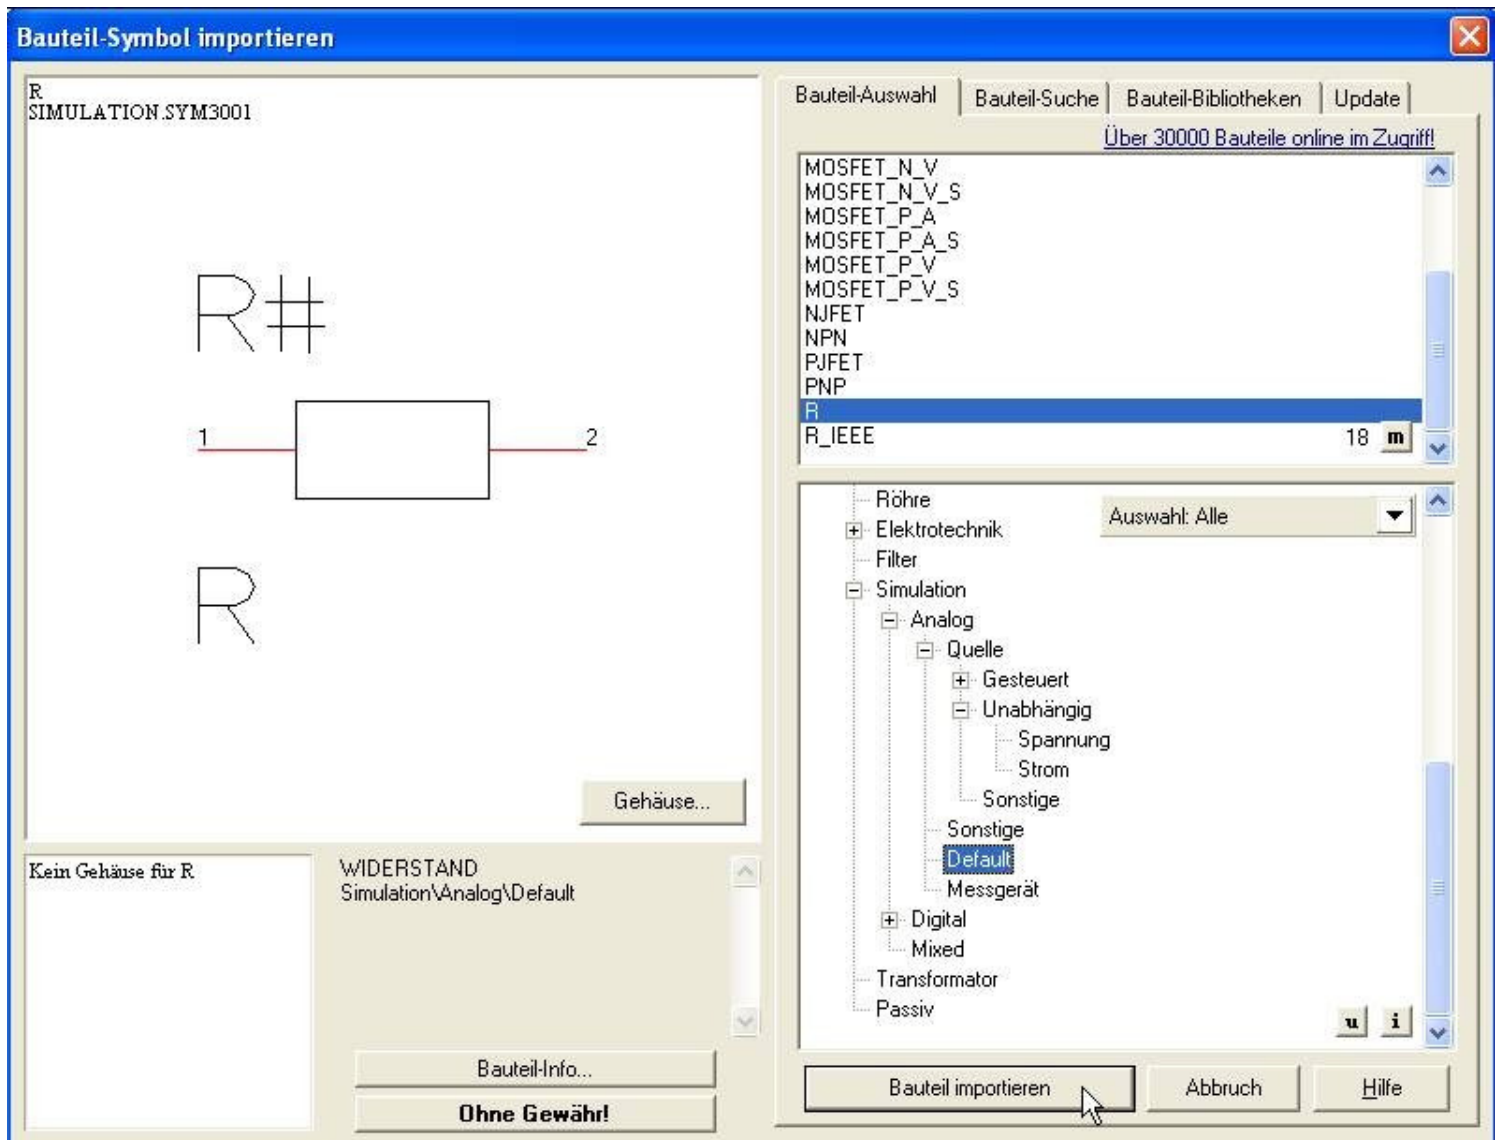 Bauteil-Symbol importieren
R
SIMULATION.SYM3001
R#
1
2
R
Gehäuse...
Kein Gehäuse für R
WIDERSTAND
Simulation\Analog\Default
Bauteil-Info...
Ohne Gewähr!
Bauteil-Auswahl
Bauteil-Suche
Bauteil-Bibliotheken
Update
Über 30000 Bauteile online im Zugriff!
MOSFET_N_V
MOSFET_N_V_S
MOSFET_P_A
MOSFET_P_A_S
MOSFET_P_V
MOSFET_P_V_S
NJFET
NPN
PJFET
PNP
R
R_IEEE
18 m
Röhre
Auswahl: Alle
Elektrotechnik
Filter
Simulation
Analog
Quelle
Gesteuert
Unabhängig
Spannung
Strom
Sonstige
Sonstige
Default
Messgerät
Digital
Mixed
Transformator
Passiv
u i
Bauteil importieren
Abbruch
Hilfe